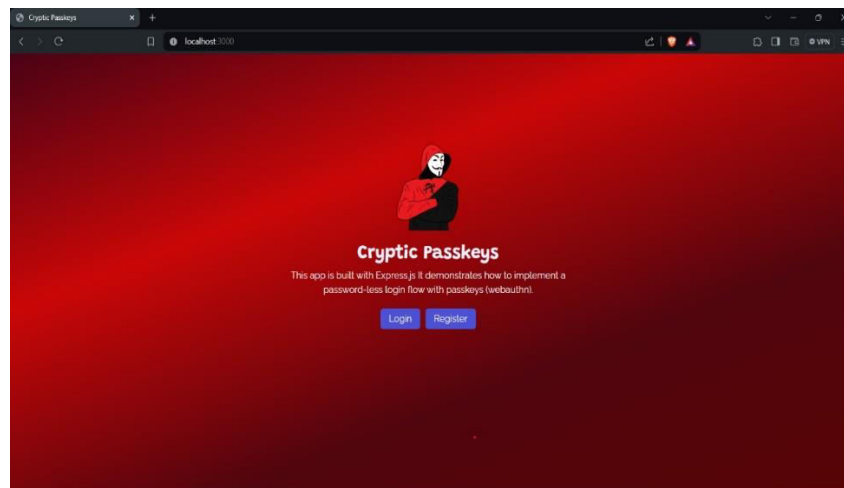 Cryptic Passkeys
localhost:3000
VPN
Cryptic Passkeys
This app is built with Express.js It demonstrates how to implement a
password-less login flow with passkeys (webauthn).
Login Register